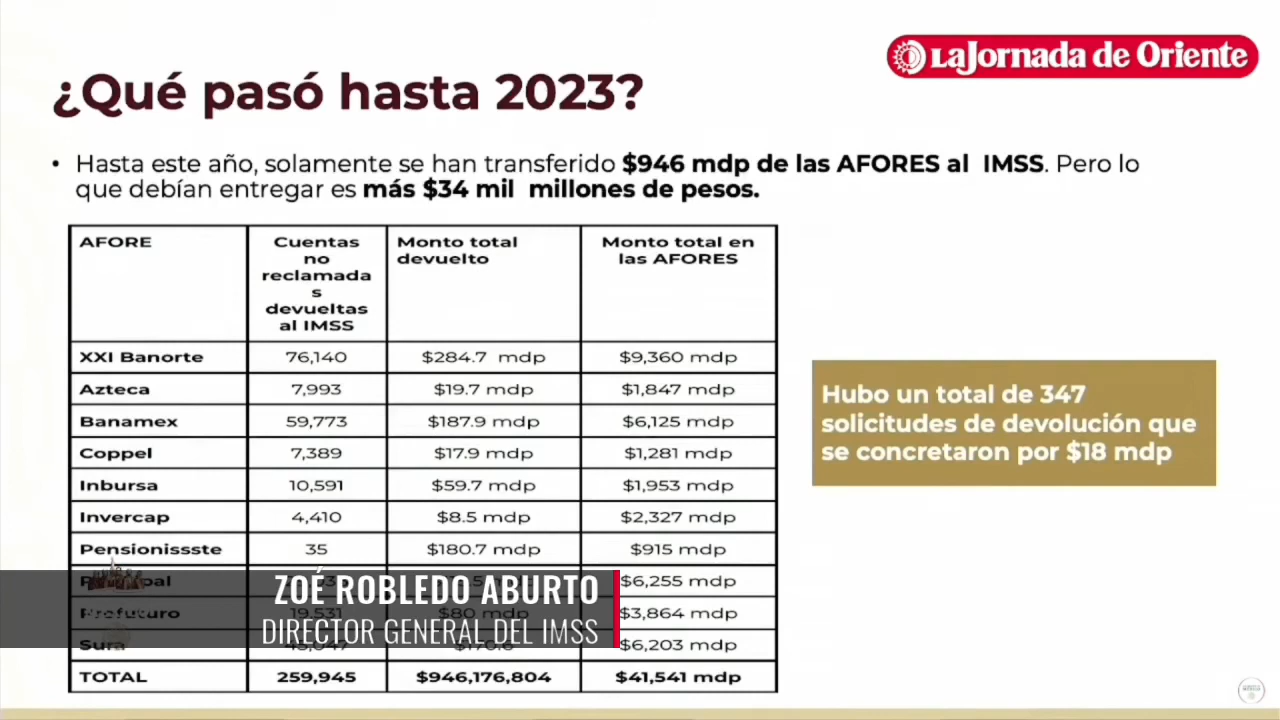 LaJornada de Oriente
¿Qué pasó hasta 2023?
• Hasta este año, solamente se han transferido $946 mdp de las AFORES al IMSS. Pero lo
que debían entregar es más $34 mil millones de pesos.
AFORE
Cuentas
no
reclamada
s
devueltas
al IMSS
Monto total
devuelto
Monto total en
las AFORES
XXI Banorte 76,140 $284.7 mdp $9,360 mdp
Azteca 7,993 $19.7 mdp $1,847 mdp
Banamex 59,773 $187.9 mdp $6,125 mdp
Coppel 7,389 $17.9 mdp $1,281 mdp
Inbursa 10,591 $59.7 mdp $1,953 mdp
Invercap 4,410 $8.5 mdp $2,327 mdp
Pensionissste 35 $180.7 mdp $915 mdp
$6,255 mdp
Profuturo 19,531 $80 mdp $3,864 mdp
Sura 45,047 $170.6 $6,203 mdp
TOTAL 259,945 $946,176,804 $41,541 mdp
Hubo un total de 347
solicitudes de devolución que
se concretaron por $18 mdp
ZOÉ ROBLEDO ABURTO
DIRECTOR GENERAL DEL IMSS